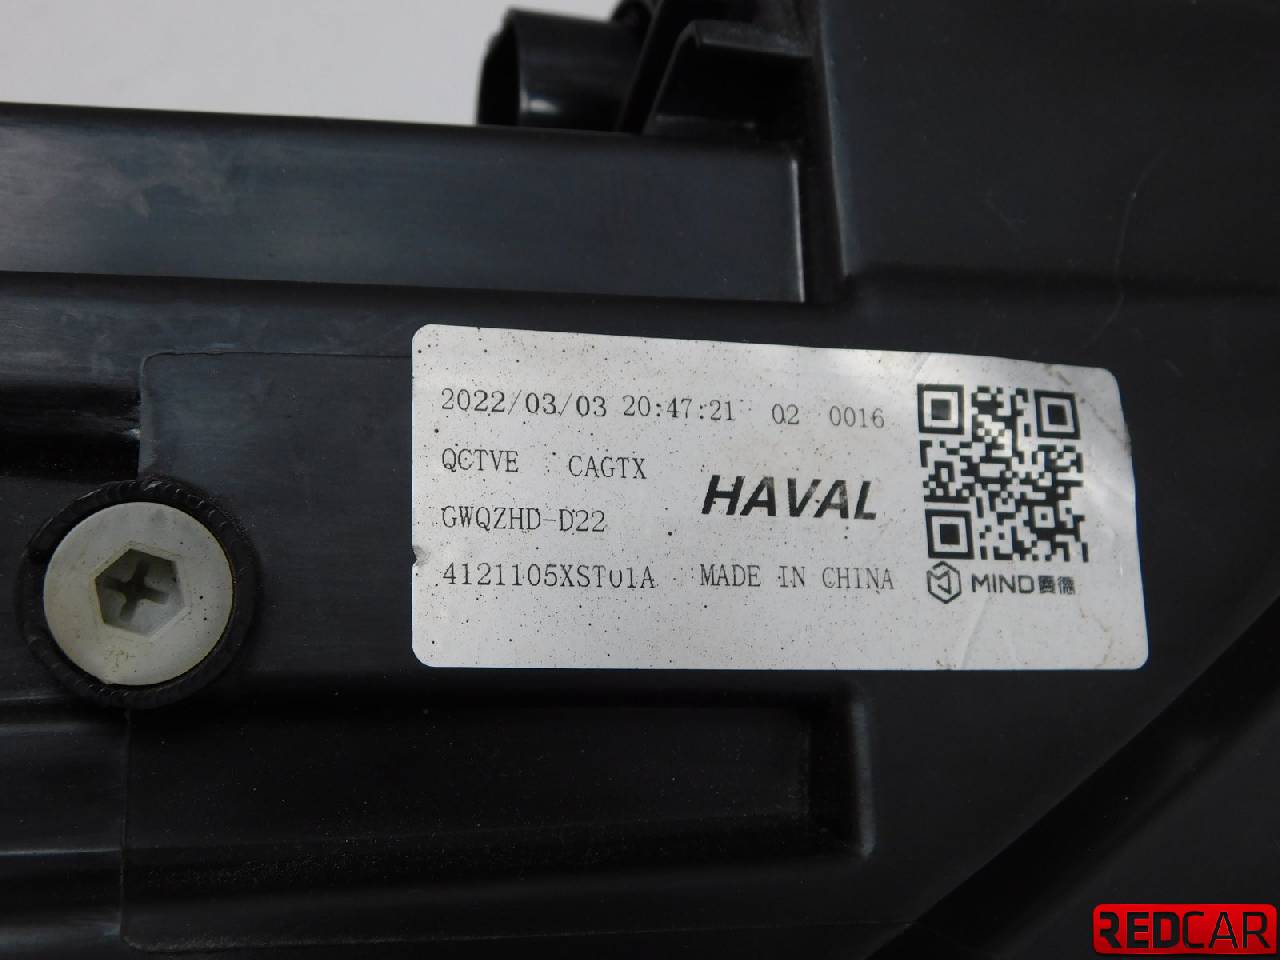 2022/03/03 20:47:21 02 0016
QCTVE CAGTX
HAVAL
GWQZHD-D22
4121105XST01A MADE IN CHINA
MIND赛德
REDCAR